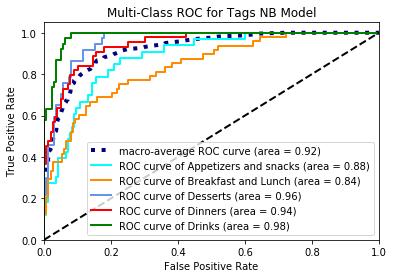 Multi-Class ROC for Tags NB Model
True Positive Rate
1.0
0.8
0.6
0.4
0.2
0.0
macro-average ROC curve (area = 0.92)
ROC curve of Appetizers and snacks (area = 0.88)
ROC curve of Breakfast and Lunch (area = 0.84)
ROC curve of Desserts (area = 0.96)
ROC curve of Dinners (area = 0.94)
ROC curve of Drinks (area = 0.98)
0.0 0.2 0.4 0.6 0.8 1.0
False Positive Rate